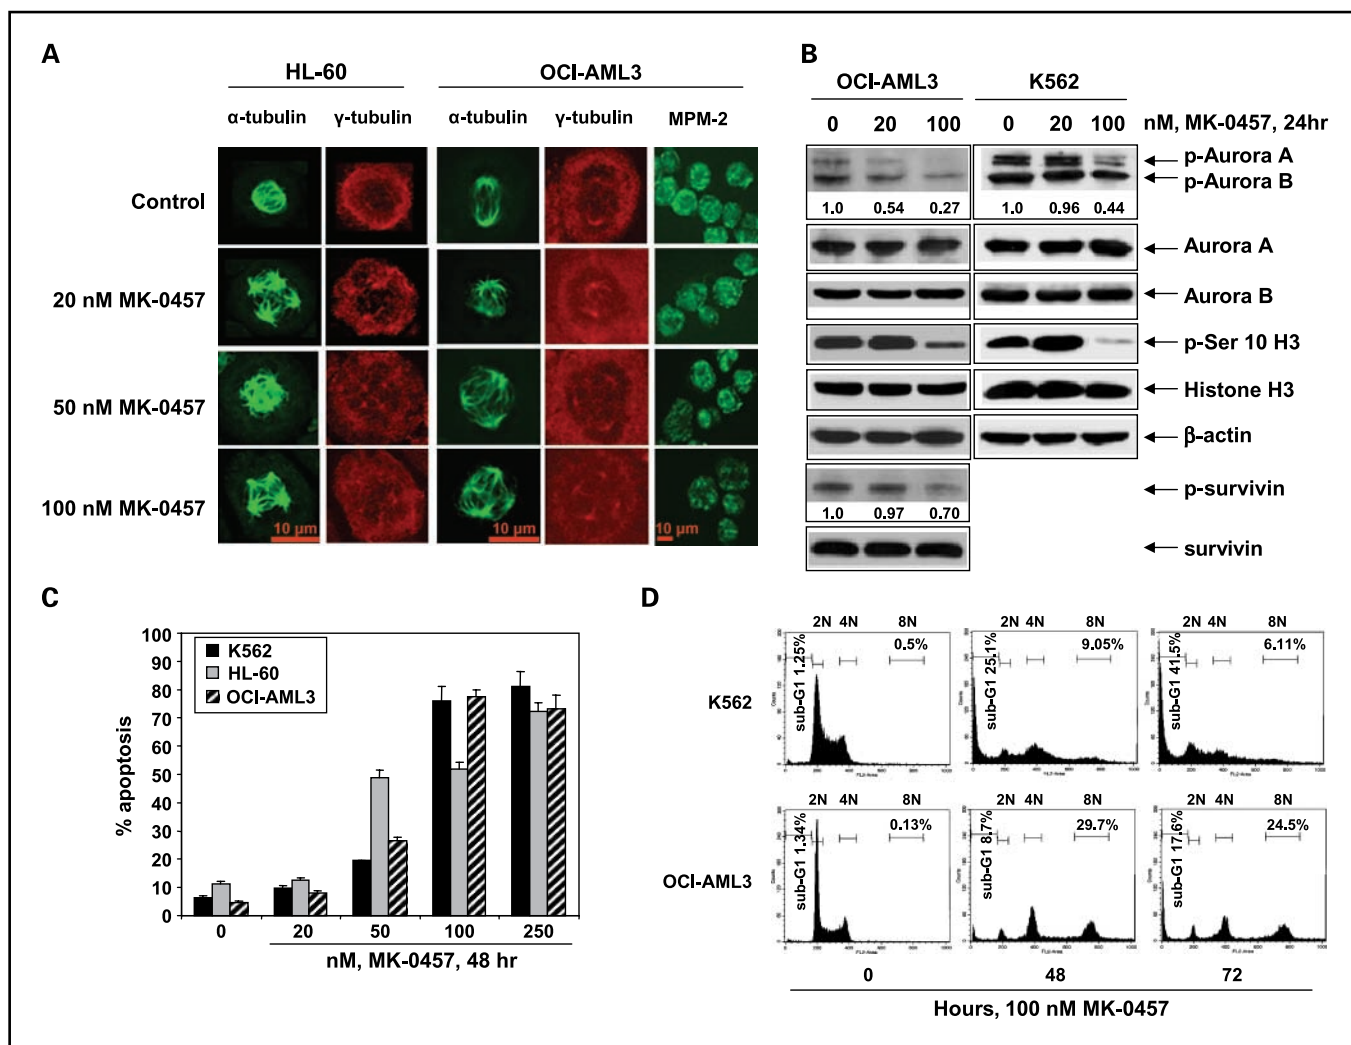 A
HL-60
OCI-AML3
α-tubulin
γ-tubulin
α-tubulin
γ-tubulin
MPM-2
Control
20 nM MK-0457
50 nM MK-0457
100 nM MK-0457
10 µm
10 µm
10 µm
B
OCI-AML3
K562
0 20 100 0 20 100 nM, MK-0457, 24hr
p-Aurora A
p-Aurora B
1.0 0.54 0.27 1.0 0.96 0.44
Aurora A
Aurora B
p-Ser 10 H3
Histone H3
β-actin
p-survivin
1.0 0.97 0.70
survivin
C
100
90
80
70
60
50
40
30
20
10
0
% apoptosis
K562
HL-60
OCI-AML3
0 20 50 100 250
nM, MK-0457, 48 hr
D
2N 4N 8N 2N 4N 8N 2N 4N 8N
sub-G1 1.25% 0.5%
sub-G1 25.1% 9.05%
sub-G1 41.5% 6.11%
K562
2N 4N 8N 2N 4N 8N 2N 4N 8N
sub-G1 1.34% 0.13%
sub-G1 8.7% 29.7%
sub-G1 17.6% 24.5%
OCI-AML3
0 48 72
Hours, 100 nM MK-0457